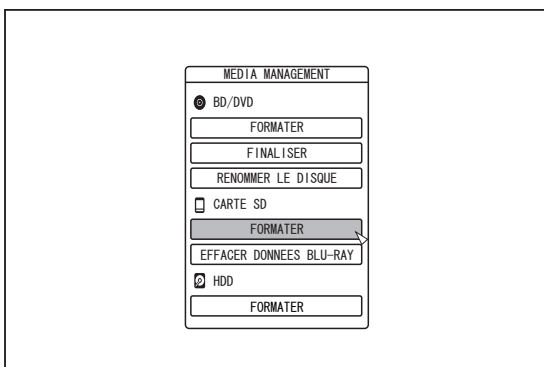 MEDIA MANAGEMENT
BD/DVD
FORMATER
FINALISER
RENOMMER LE DISQUE
CARTE SD
FORMATER
EFFACER DONNEES BLU-RAY
HDD
FORMATER